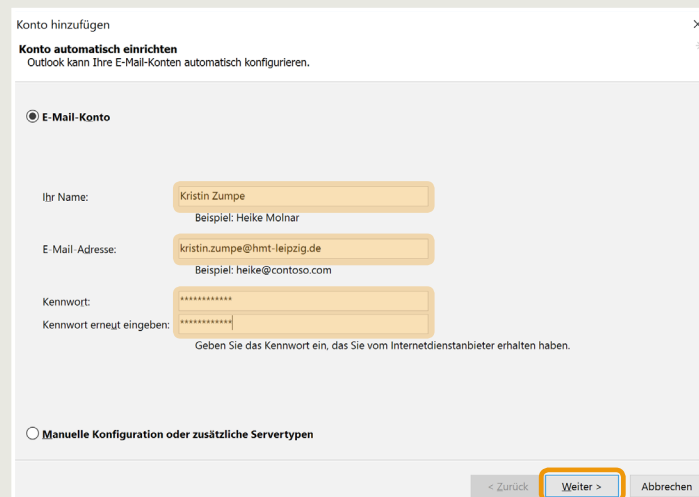 Konto hinzufügen
Konto automatisch einrichten
Outlook kann Ihre E-Mail-Konten automatisch konfigurieren.
E-Mail-Konto
Ihr Name:
Kristin Zumpe
Beispiel: Heike Molnar
E-Mail-Adresse:
kristin.zumpe@hmt-leipzig.de
Beispiel: heike@contoso.com
Kennwort:
************
Kennwort erneut eingeben:
************
Geben Sie das Kennwort ein, das Sie vom Internetdienstanbieter erhalten haben.
Manuelle Konfiguration oder zusätzliche Servertypen
< Zurück
Weiter >
Abbrechen